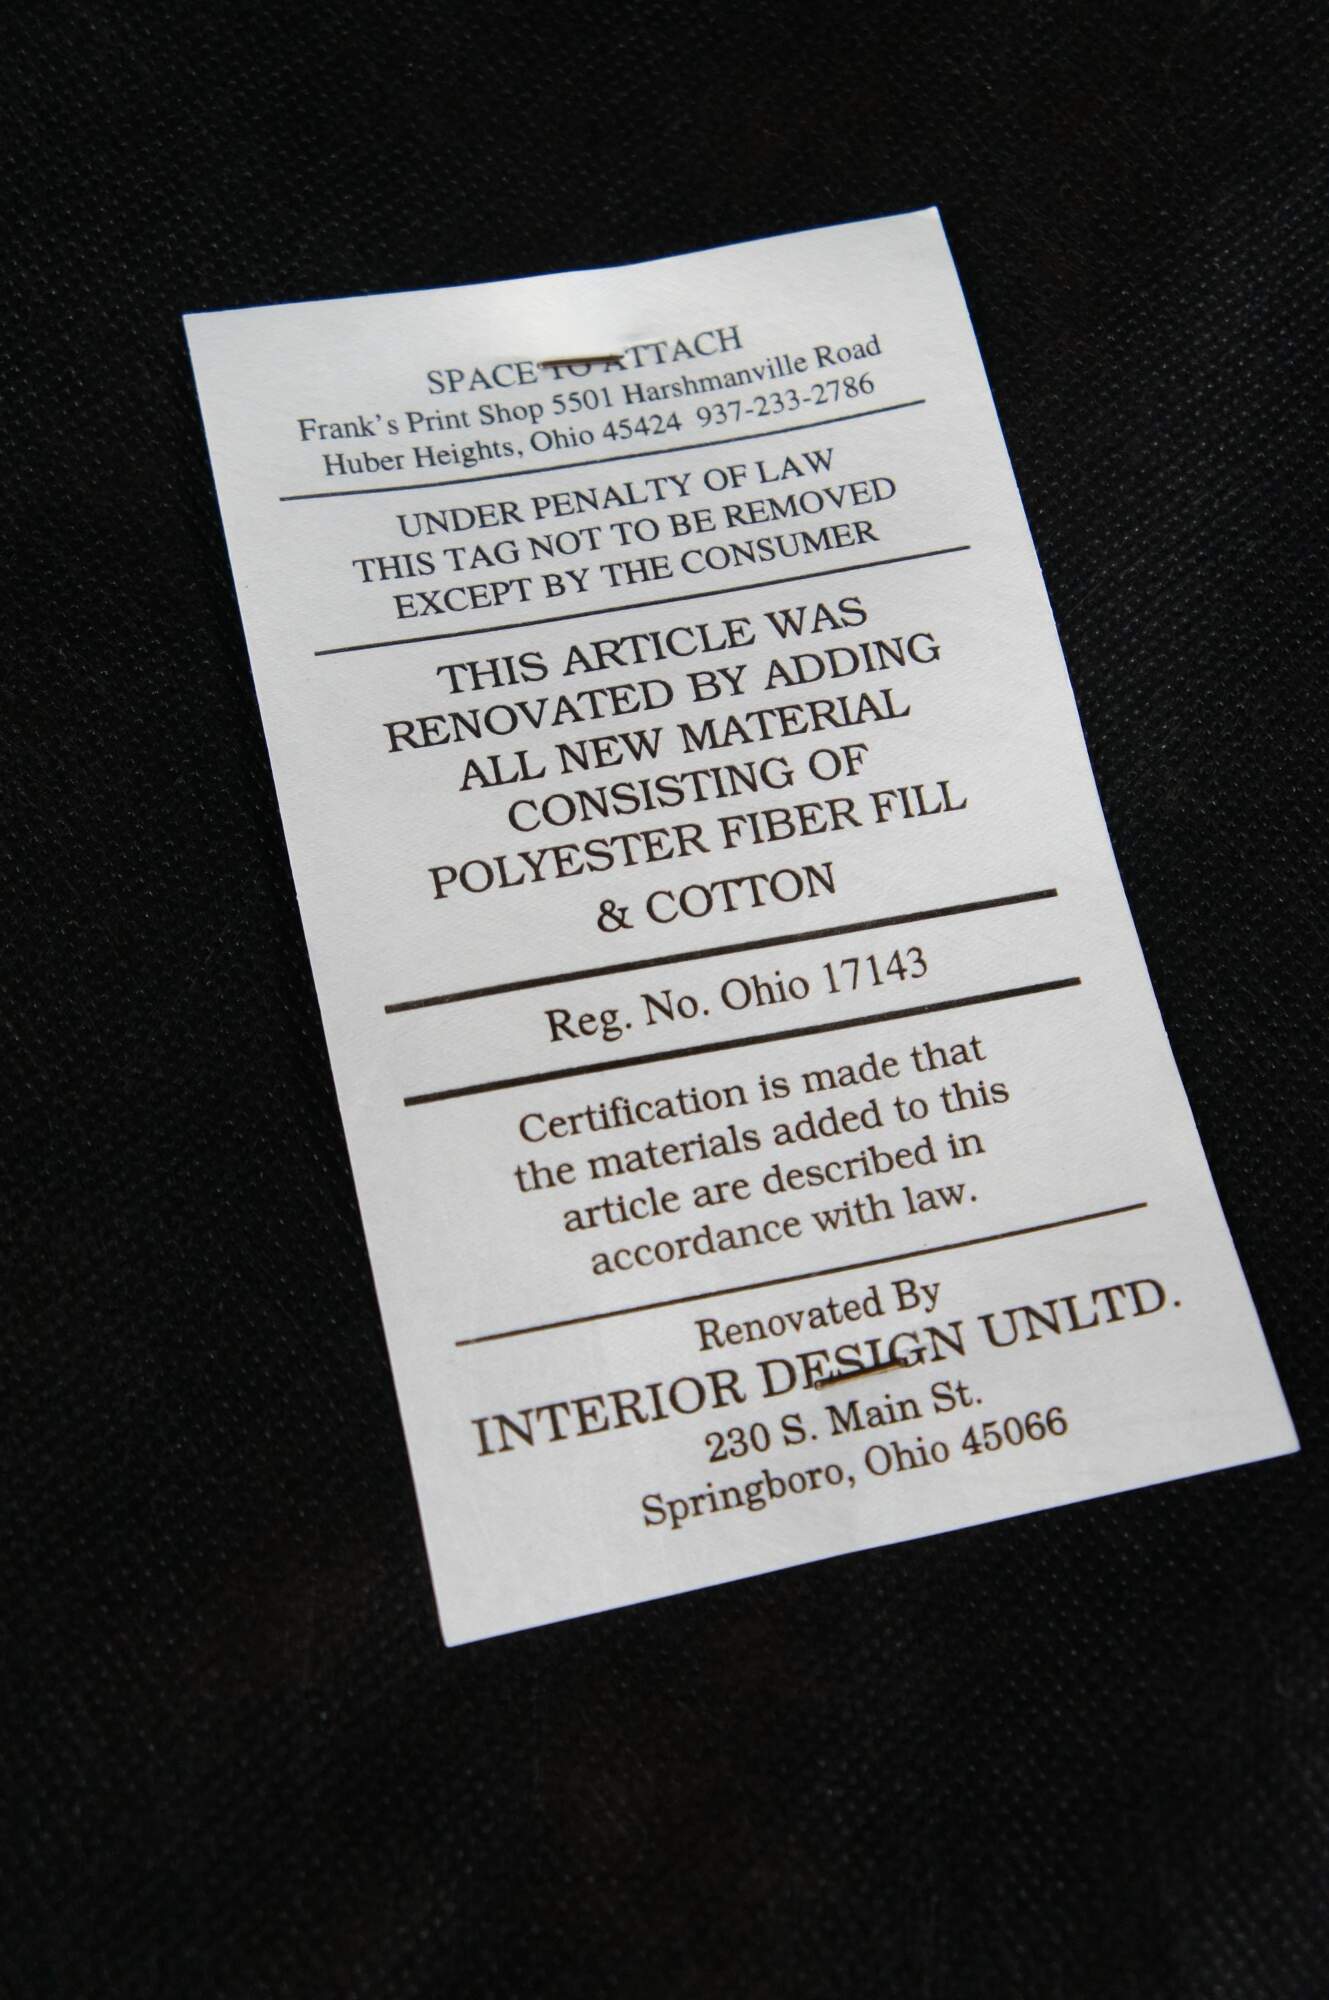 SPACE TO ATTACH
Frank's Print Shop 5501 Harshmanville Road
Huber Heights, Ohio 45424 937-233-2786
UNDER PENALTY OF LAW
THIS TAG NOT TO BE REMOVED
EXCEPT BY THE CONSUMER
THIS ARTICLE WAS
RENOVATED BY ADDING
ALL NEW MATERIAL
CONSISTING OF
POLYESTER FIBER FILL
& COTTON
Reg. No. Ohio 17143
Certification is made that
the materials added to this
article are described in
accordance with law.
Renovated By
INTERIOR DESIGN UNLTD.
230 S. Main St.
Springboro, Ohio 45066